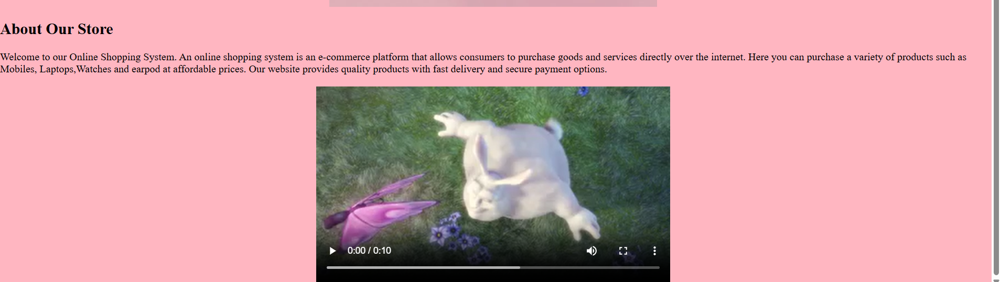 About Our Store
Welcome to our Online Shopping System. An online shopping system is an e-commerce platform that allows consumers to purchase goods and services directly over the internet. Here you can purchase a variety of products such as
Mobiles, Laptops,Watches and earpod at affordable prices. Our website provides quality products with fast delivery and secure payment options.
0:00 / 0:10